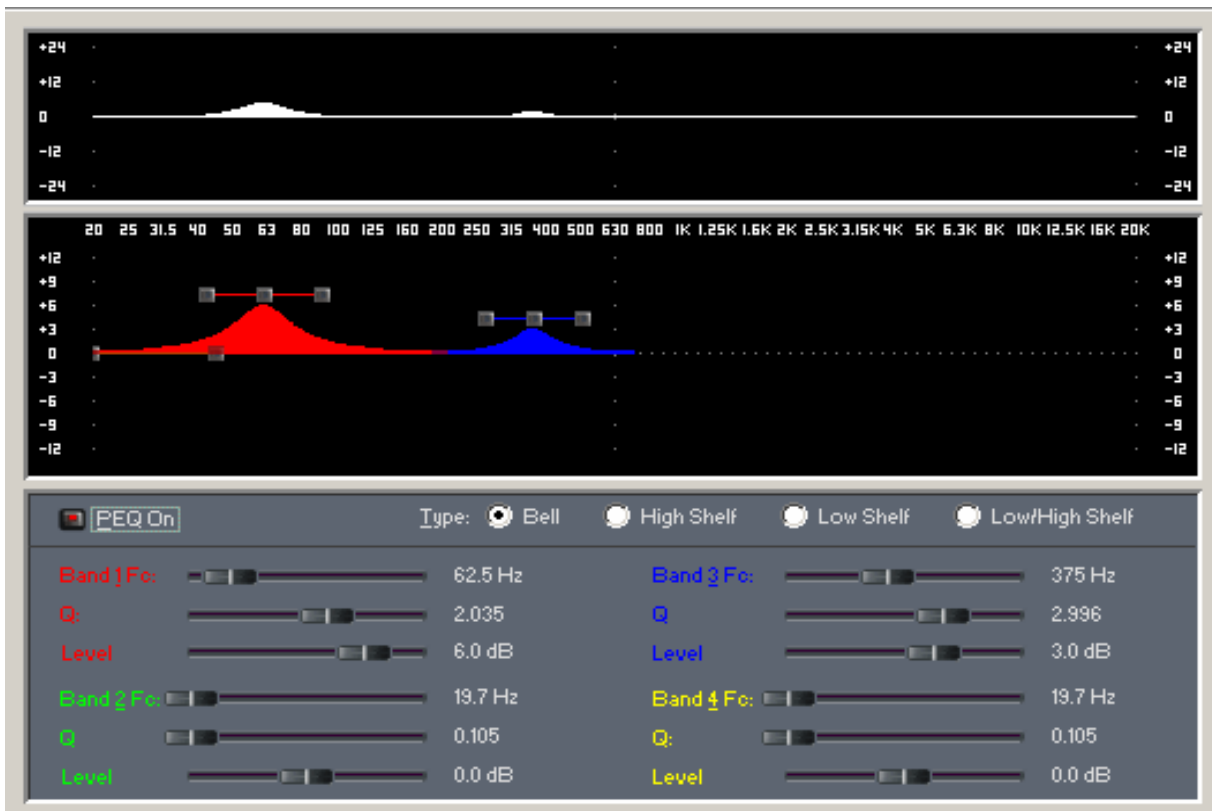 +24 +24
+12 +12
0 0
-12 -12
-24 -24
20 25 31.5 40 50 63 80 100 125 160 200 250 315 400 500 630 800 1K 1.25K 1.6K 2K 2.5K 3.15K 4K 5K 6.3K 8K 10K 12.5K 16K 20K
+12 +12
+9 +9
+6 +6
+3 +3
0 0
-3 -3
-6 -6
-9 -9
-12 -12
PEQ On Type: Bell High Shelf Low Shelf Low/High Shelf
Band 1 Fc: 62.5 Hz Band 3 Fc: 375 Hz
Q: 2.035 Q 2.996
Level 6.0 dB Level 3.0 dB
Band 2 Fc: 19.7 Hz Band 4 Fc: 19.7 Hz
Q 0.105 Q: 0.105
Level 0.0 dB Level 0.0 dB